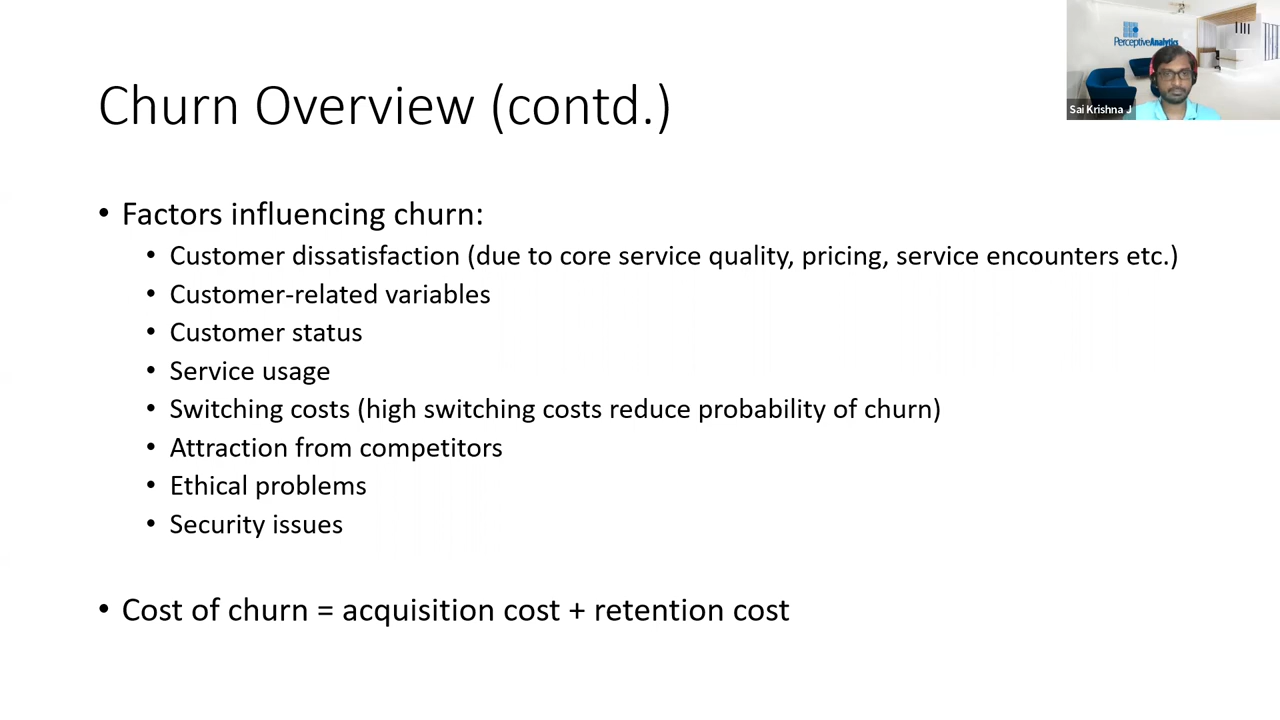 PerceptiveAnalytics
Sai Krishna J
Churn Overview (contd.)
• Factors influencing churn:
• Customer dissatisfaction (due to core service quality, pricing, service encounters etc.)
• Customer-related variables
• Customer status
• Service usage
• Switching costs (high switching costs reduce probability of churn)
• Attraction from competitors
• Ethical problems
• Security issues
• Cost of churn = acquisition cost + retention cost